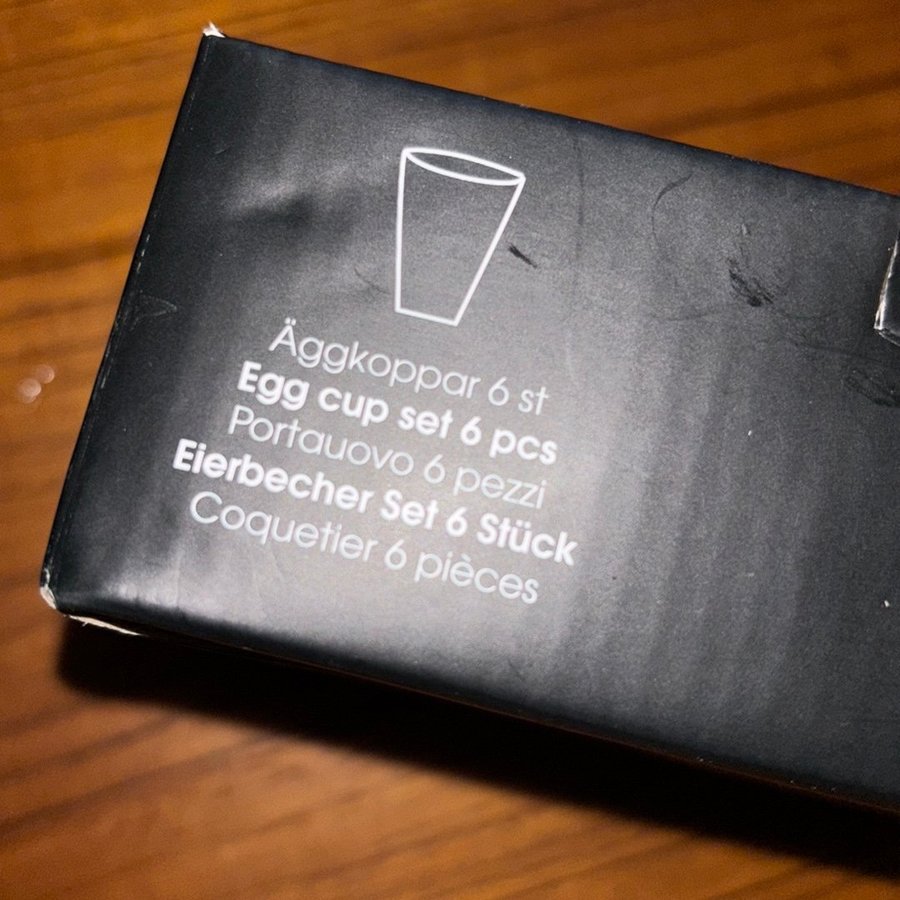 Äggkoppar 6 st
Egg cup set 6 pcs
Portauovo 6 pezzi
Eierbecher Set 6 Stück
Coquetier 6 pièces